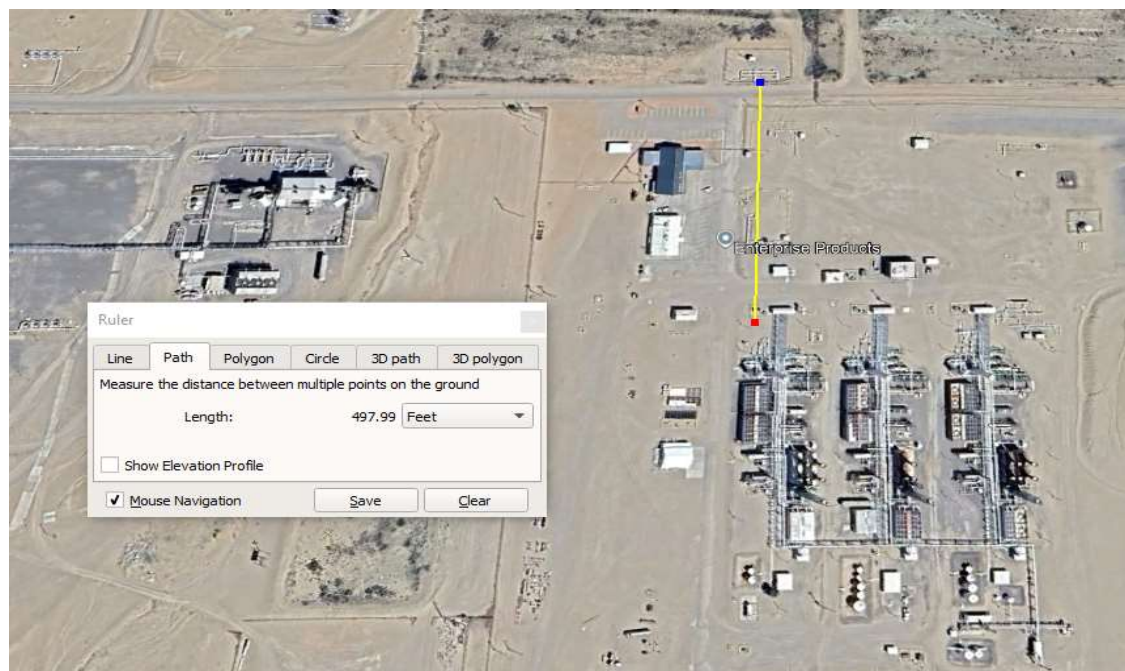 Enterprise Products
Ruler
Line Path Polygon Circle 3D path 3D polygon
Measure the distance between multiple points on the ground
Length: 497.99 Feet
Show Elevation Profile
Mouse Navigation Save Clear